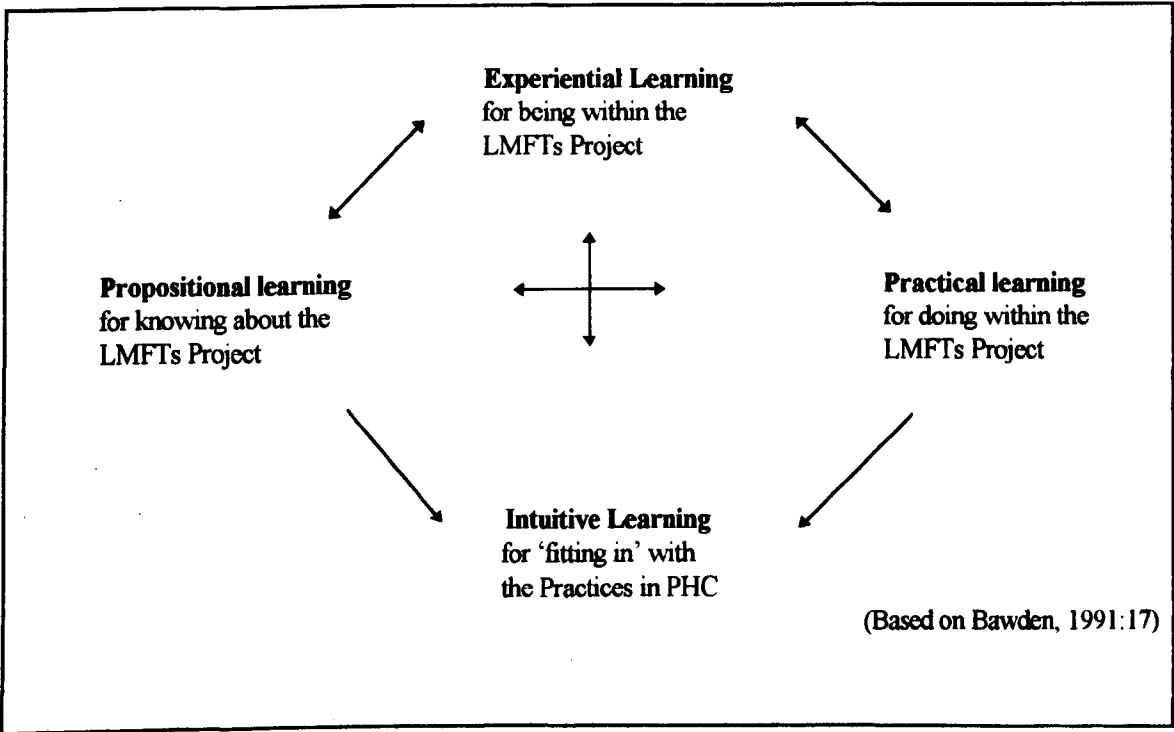 Experiential Learning
for being within the
LMFTs Project
Propositional learning
for knowing about the
LMFTs Project
Practical learning
for doing within the
LMFTs Project
Intuitive Learning
for ‘fitting in’ with
the Practices in PHC
(Based on Bawden, 1991:17)